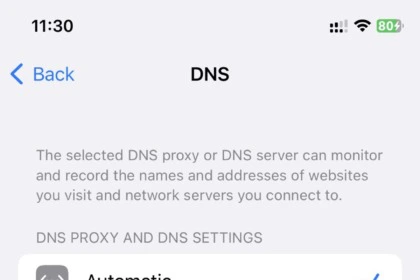 11:30
80
Back
DNS
The selected DNS proxy or DNS server can monitor
and record the names and addresses of websites
you visit and network servers you connect to.
DNS PROXY AND DNS SETTINGS
Automatic